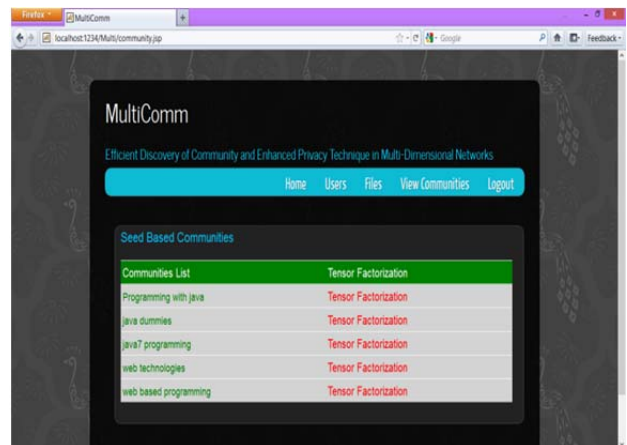 Firefox
MultiComm
localhost:1234/Multi/community.jsp
Google
Feedback
MultiComm
Efficient Discovery of Community and Enhanced Privacy Technique in Multi-Dimensional Networks
Home Users Files View Communities Logout
Seed Based Communities
Communities List Tensor Factorization
Programming with java Tensor Factorization
java dummies Tensor Factorization
java7 programming Tensor Factorization
web technologies Tensor Factorization
web based programming Tensor Factorization